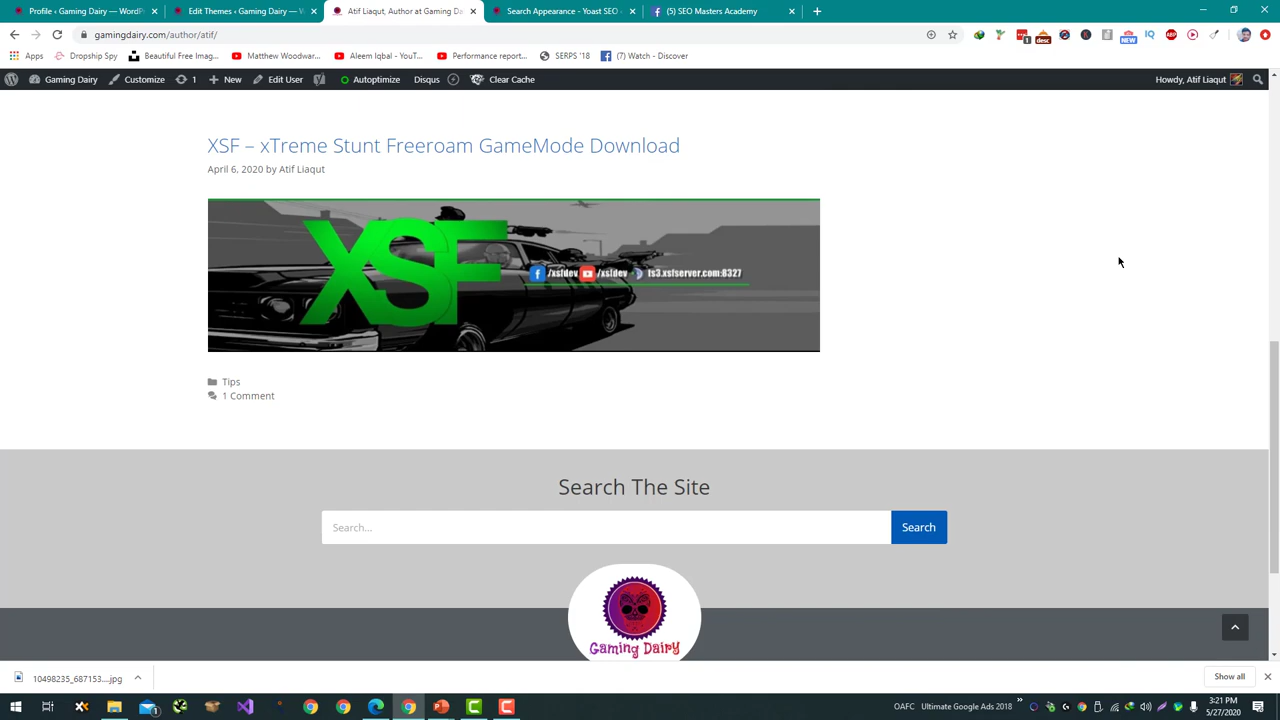 Profile ‹ Gaming Dairy — WordPr
Edit Themes ‹ Gaming Dairy — W
Atif Liaqut, Author at Gaming Da
Search Appearance - Yoast SEO ‹
(5) SEO Masters Academy
gamingdairy.com/author/atif/
Apps
Dropship Spy
Beautiful Free Imag...
Matthew Woodwar...
Aleem Iqbal - YouT...
Performance report...
SERPS '18
(7) Watch - Discover
Gaming Dairy
Customize
1
New
Edit User
Autoptimize
Disqus
Clear Cache
Howdy, Atif Liaqut
XSF – xTreme Stunt Freeroam GameMode Download
April 6, 2020 by Atif Liaqut
XSF
/xsfdev
/xsfdev
ts3.xsfserver.com:8327
Tips
1 Comment
Search The Site
Search...
Search
Gaming Dairy
10498235_687153....jpg
Show all
OAFC
Ultimate Google Ads 2018
3:21 PM
5/27/2020